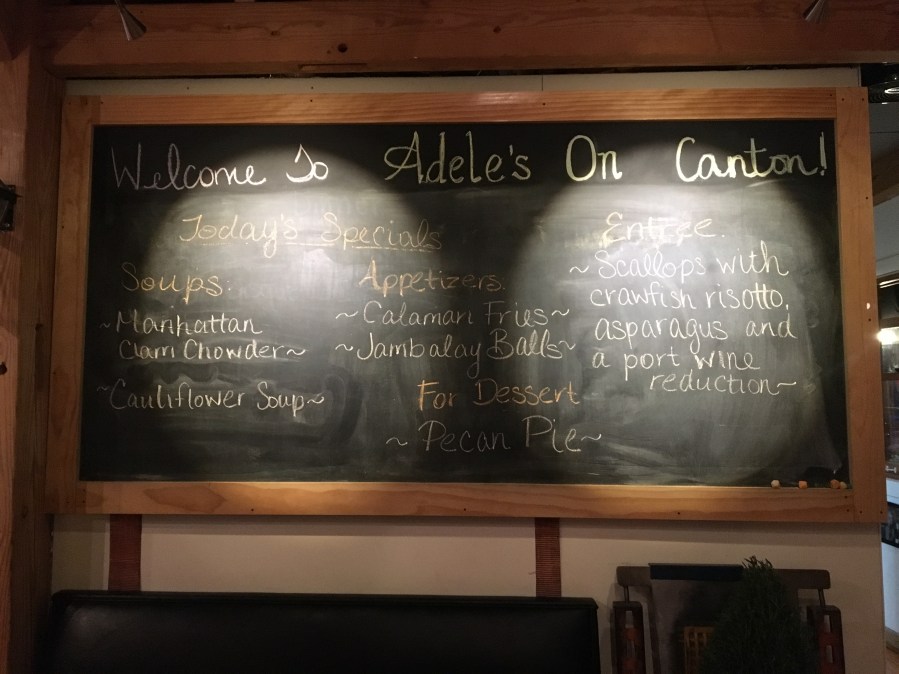 Welcome To Adele's On Canton!
Today's Specials
Soups:
~Manhattan
Clam Chowder~
~Cauliflower Soup~
Appetizers:
~Calamari Fries~
~Jambalay Balls~
For Dessert
~Pecan Pie~
Entree.
~Scallops with
crawfish risotto,
asparagus and
a port wine
reduction~